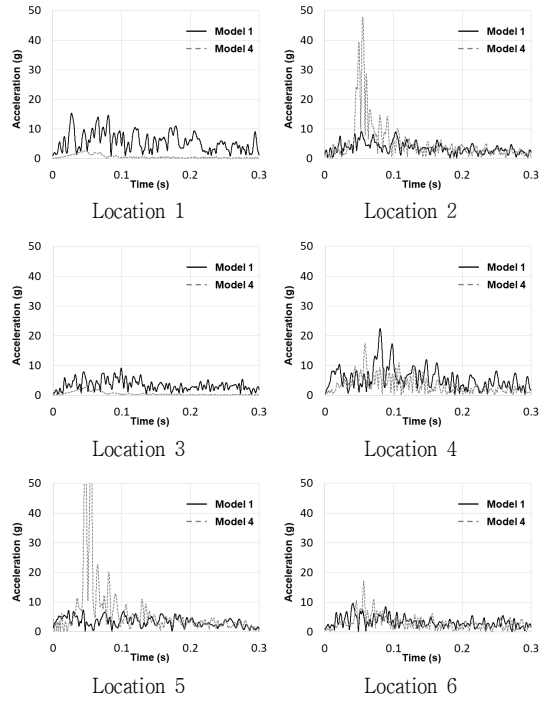 50
40
30
20
10
0
Acceleration (g)
Model 1
Model 4
0 0.1 0.2 0.3
Time (s)
Location 1
50
40
30
20
10
0
Acceleration (g)
Model 1
Model 4
0 0.1 0.2 0.3
Time (s)
Location 2
50
40
30
20
10
0
Acceleration (g)
Model 1
Model 4
0 0.1 0.2 0.3
Time (s)
Location 3
50
40
30
20
10
0
Acceleration (g)
Model 1
Model 4
0 0.1 0.2 0.3
Time (s)
Location 4
50
40
30
20
10
0
Acceleration (g)
Model 1
Model 4
0 0.1 0.2 0.3
Time (s)
Location 5
50
40
30
20
10
0
Acceleration (g)
Model 1
Model 4
0 0.1 0.2 0.3
Time (s)
Location 6